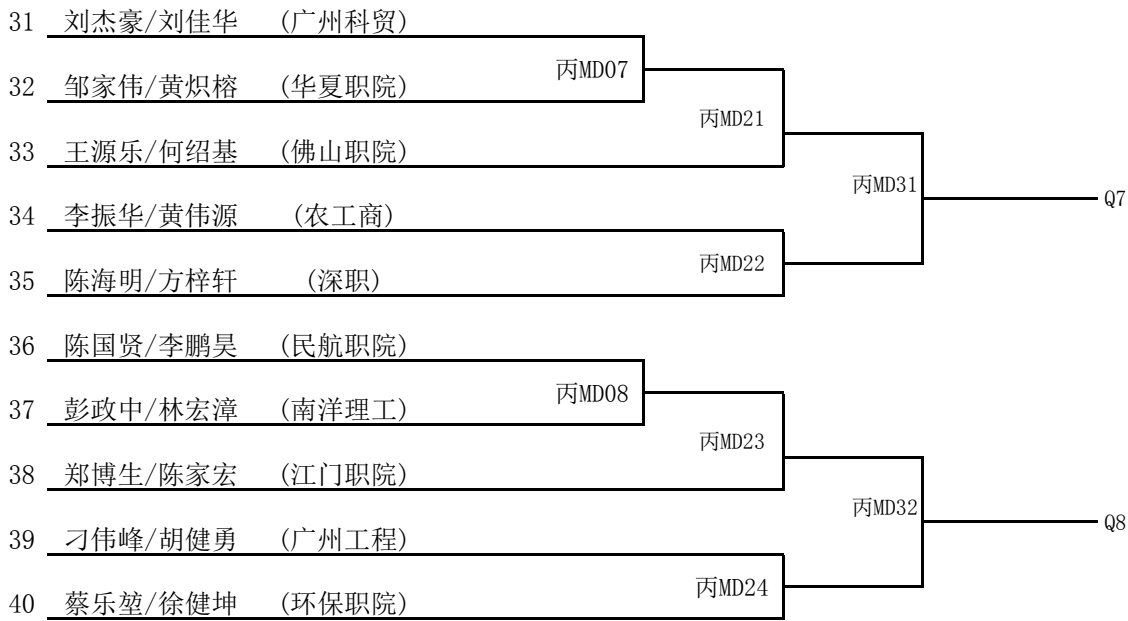 31 刘杰豪/刘佳华 (广州科贸)
丙MD07
32 邹家伟/黄炽榕 (华夏职院)
丙MD21
33 王源乐/何绍基 (佛山职院)
丙MD31
Q7
34 李振华/黄伟源 (农工商)
丙MD22
35 陈海明/方梓轩 (深职)
36 陈国贤/李鹏昊 (民航职院)
丙MD08
37 彭政中/林宏漳 (南洋理工)
丙MD23
38 郑博生/陈家宏 (江门职院)
丙MD32
Q8
39 刁伟峰/胡健勇 (广州工程)
丙MD24
40 蔡乐堃/徐健坤 (环保职院)